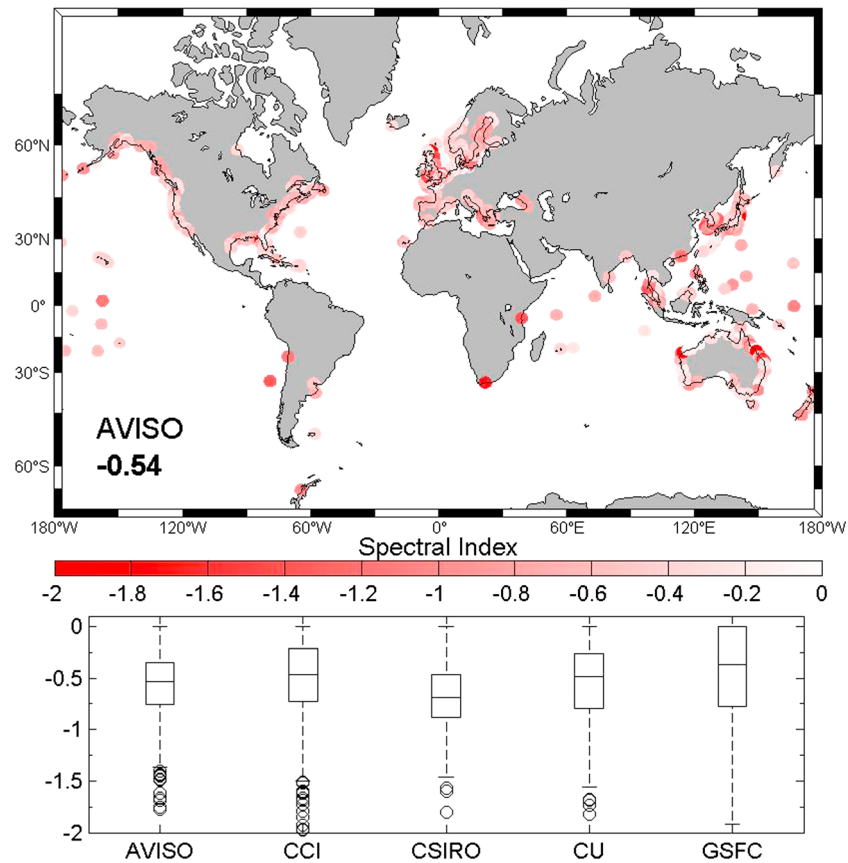 60°N
30°N
0°
30°S
60°S
AVISO
-0.54
180°W 120°W 60°W 0° 60°E 120°E 180°W
Spectral Index
-2 -1.8 -1.6 -1.4 -1.2 -1 -0.8 -0.6 -0.4 -0.2 0
0
-0.5
-1
-1.5
-2
AVISO CCI CSIRO CU GSFC